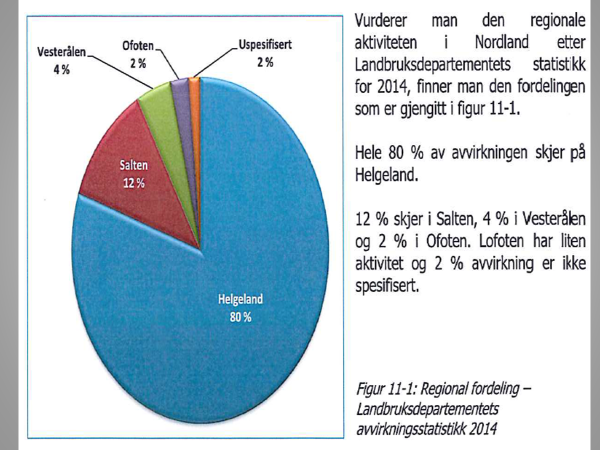 Vesterålen
4 %
Ofoten
2 %
Uspesifisert
2 %
Salten
12 %
Helgeland
80 %
Vurderer man den regionale
aktiviteten i Nordland etter
Landbruksdepartementets statistikk
for 2014, finner man den fordelingen
som er gjengitt i figur 11-1.
Hele 80 % av avvirkningen skjer på
Helgeland.
12 % skjer i Salten, 4 % i Vesterålen
og 2 % i Ofoten. Lofoten har liten
aktivitet og 2 % avvirkning er ikke
spesifisert.
Figur 11-1: Regional fordeling –
Landbruksdepartementets
avvirkningsstatistikk 2014